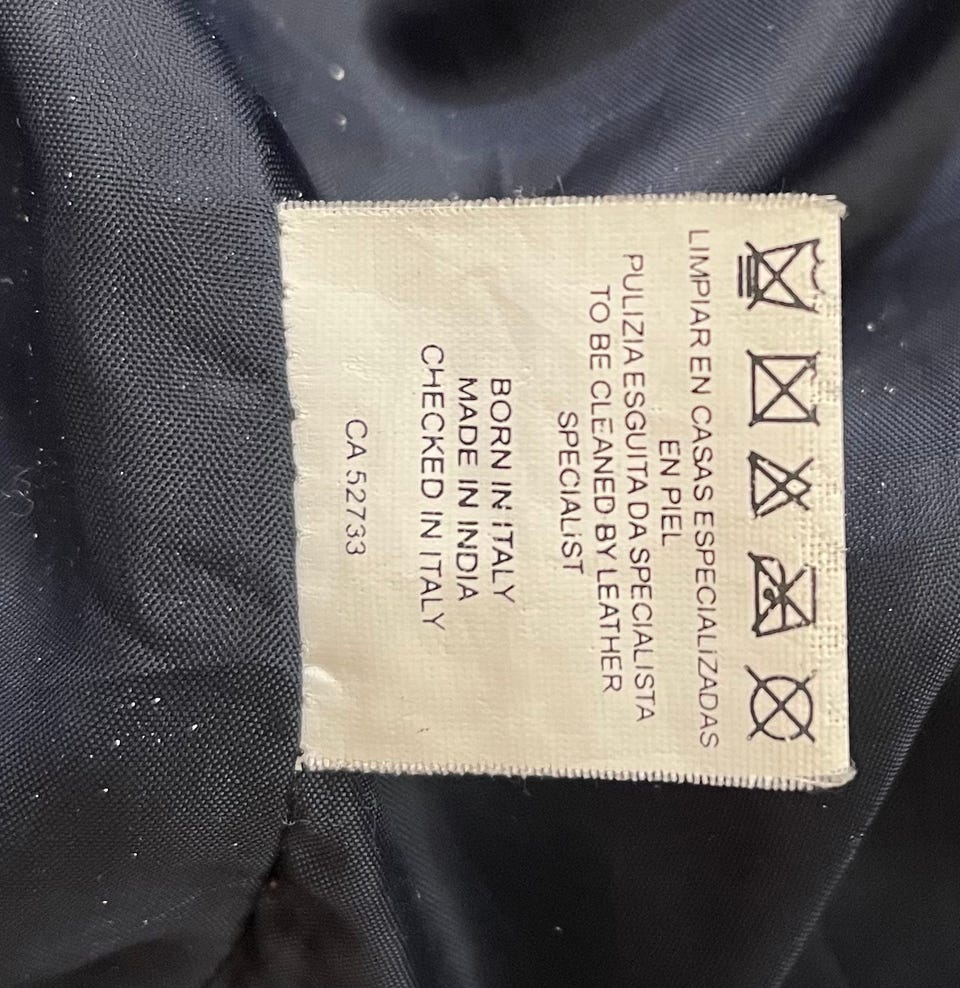 LIMPIAR EN CASAS ESPECIALIZADAS
EN PIEL
PULIZIA ESGUITA DA SPECIALISTA
TO BE CLEANED BY LEATHER
SPECIALIST
BORN IN ITALY
MADE IN INDIA
CHECKED IN ITALY
CA 52733